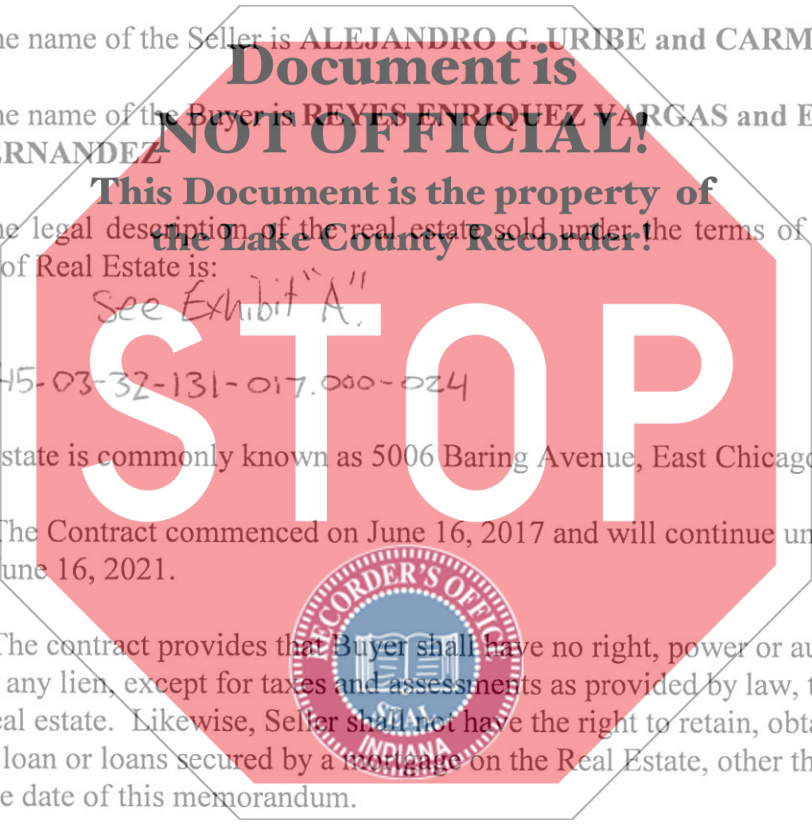 he name of the Seller is ALEJANDRO G. URIBE and CARM
Document is
he name of the Buyer is REYES ENRIQUEZ VARGAS and E
NOT OFFICIAL!
ERNANDEZ
This Document is the property of
he legal description of the real estate sold under the terms of
the Lake County Recorder!
of Real Estate is:
See Exhibit "A".
STOP
45-03-32-131-017.000-024
state is commonly known as 5006 Baring Avenue, East Chicago
The Contract commenced on June 16, 2017 and will continue un
une 16, 2021.
RECORDER'S OFFICE
The contract provides that Buyer shall have no right, power or au
any lien, except for taxes and assessments as provided by law, t
SEAL
eal estate. Likewise, Seller shall not have the right to retain, obta
INDIANA
loan or loans secured by a mortgage on the Real Estate, other th
e date of this memorandum.